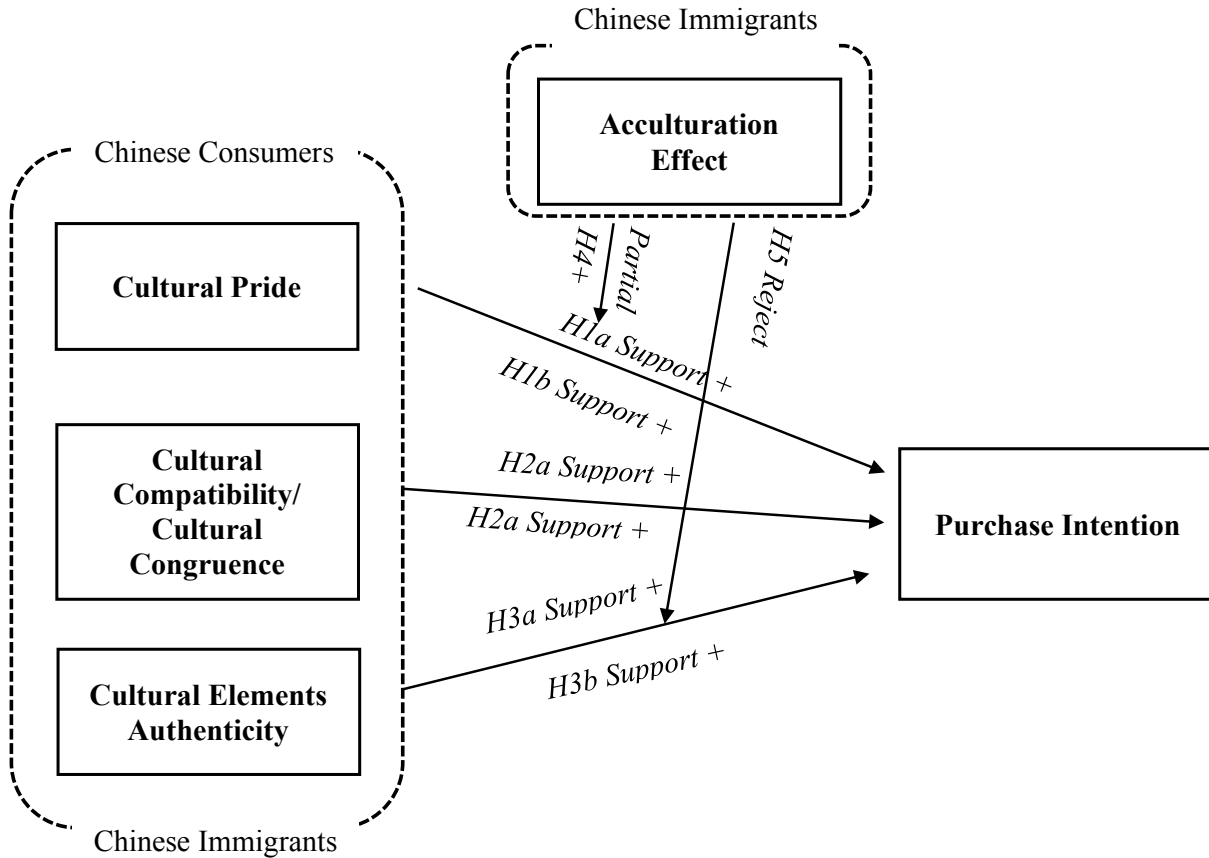 Chinese Immigrants
Acculturation
Effect
Chinese Consumers
Cultural Pride
H4+
Partial
H5 Reject
H1a Support +
H1b Support +
Cultural
Compatibility/
Cultural
Congruence
H2a Support +
H2a Support +
Purchase Intention
H3a Support +
H3b Support +
Cultural Elements
Authenticity
Chinese Immigrants